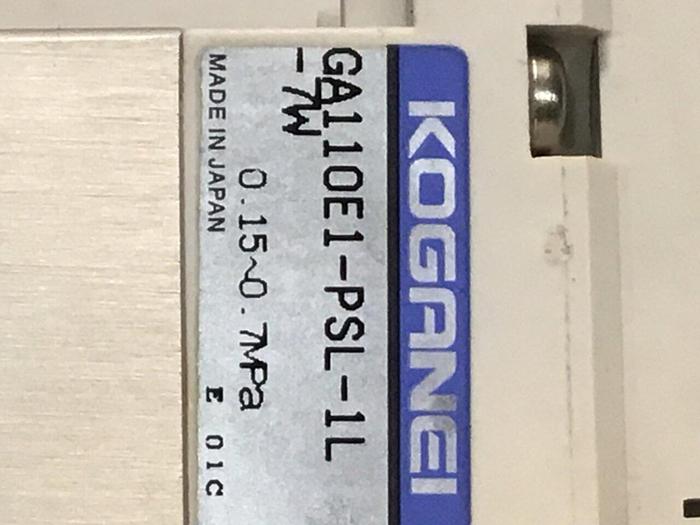 KOGANEI
GA110E1-PSL-1L
-7W
0.15~0.7MPa
MADE IN JAPAN
E 01C